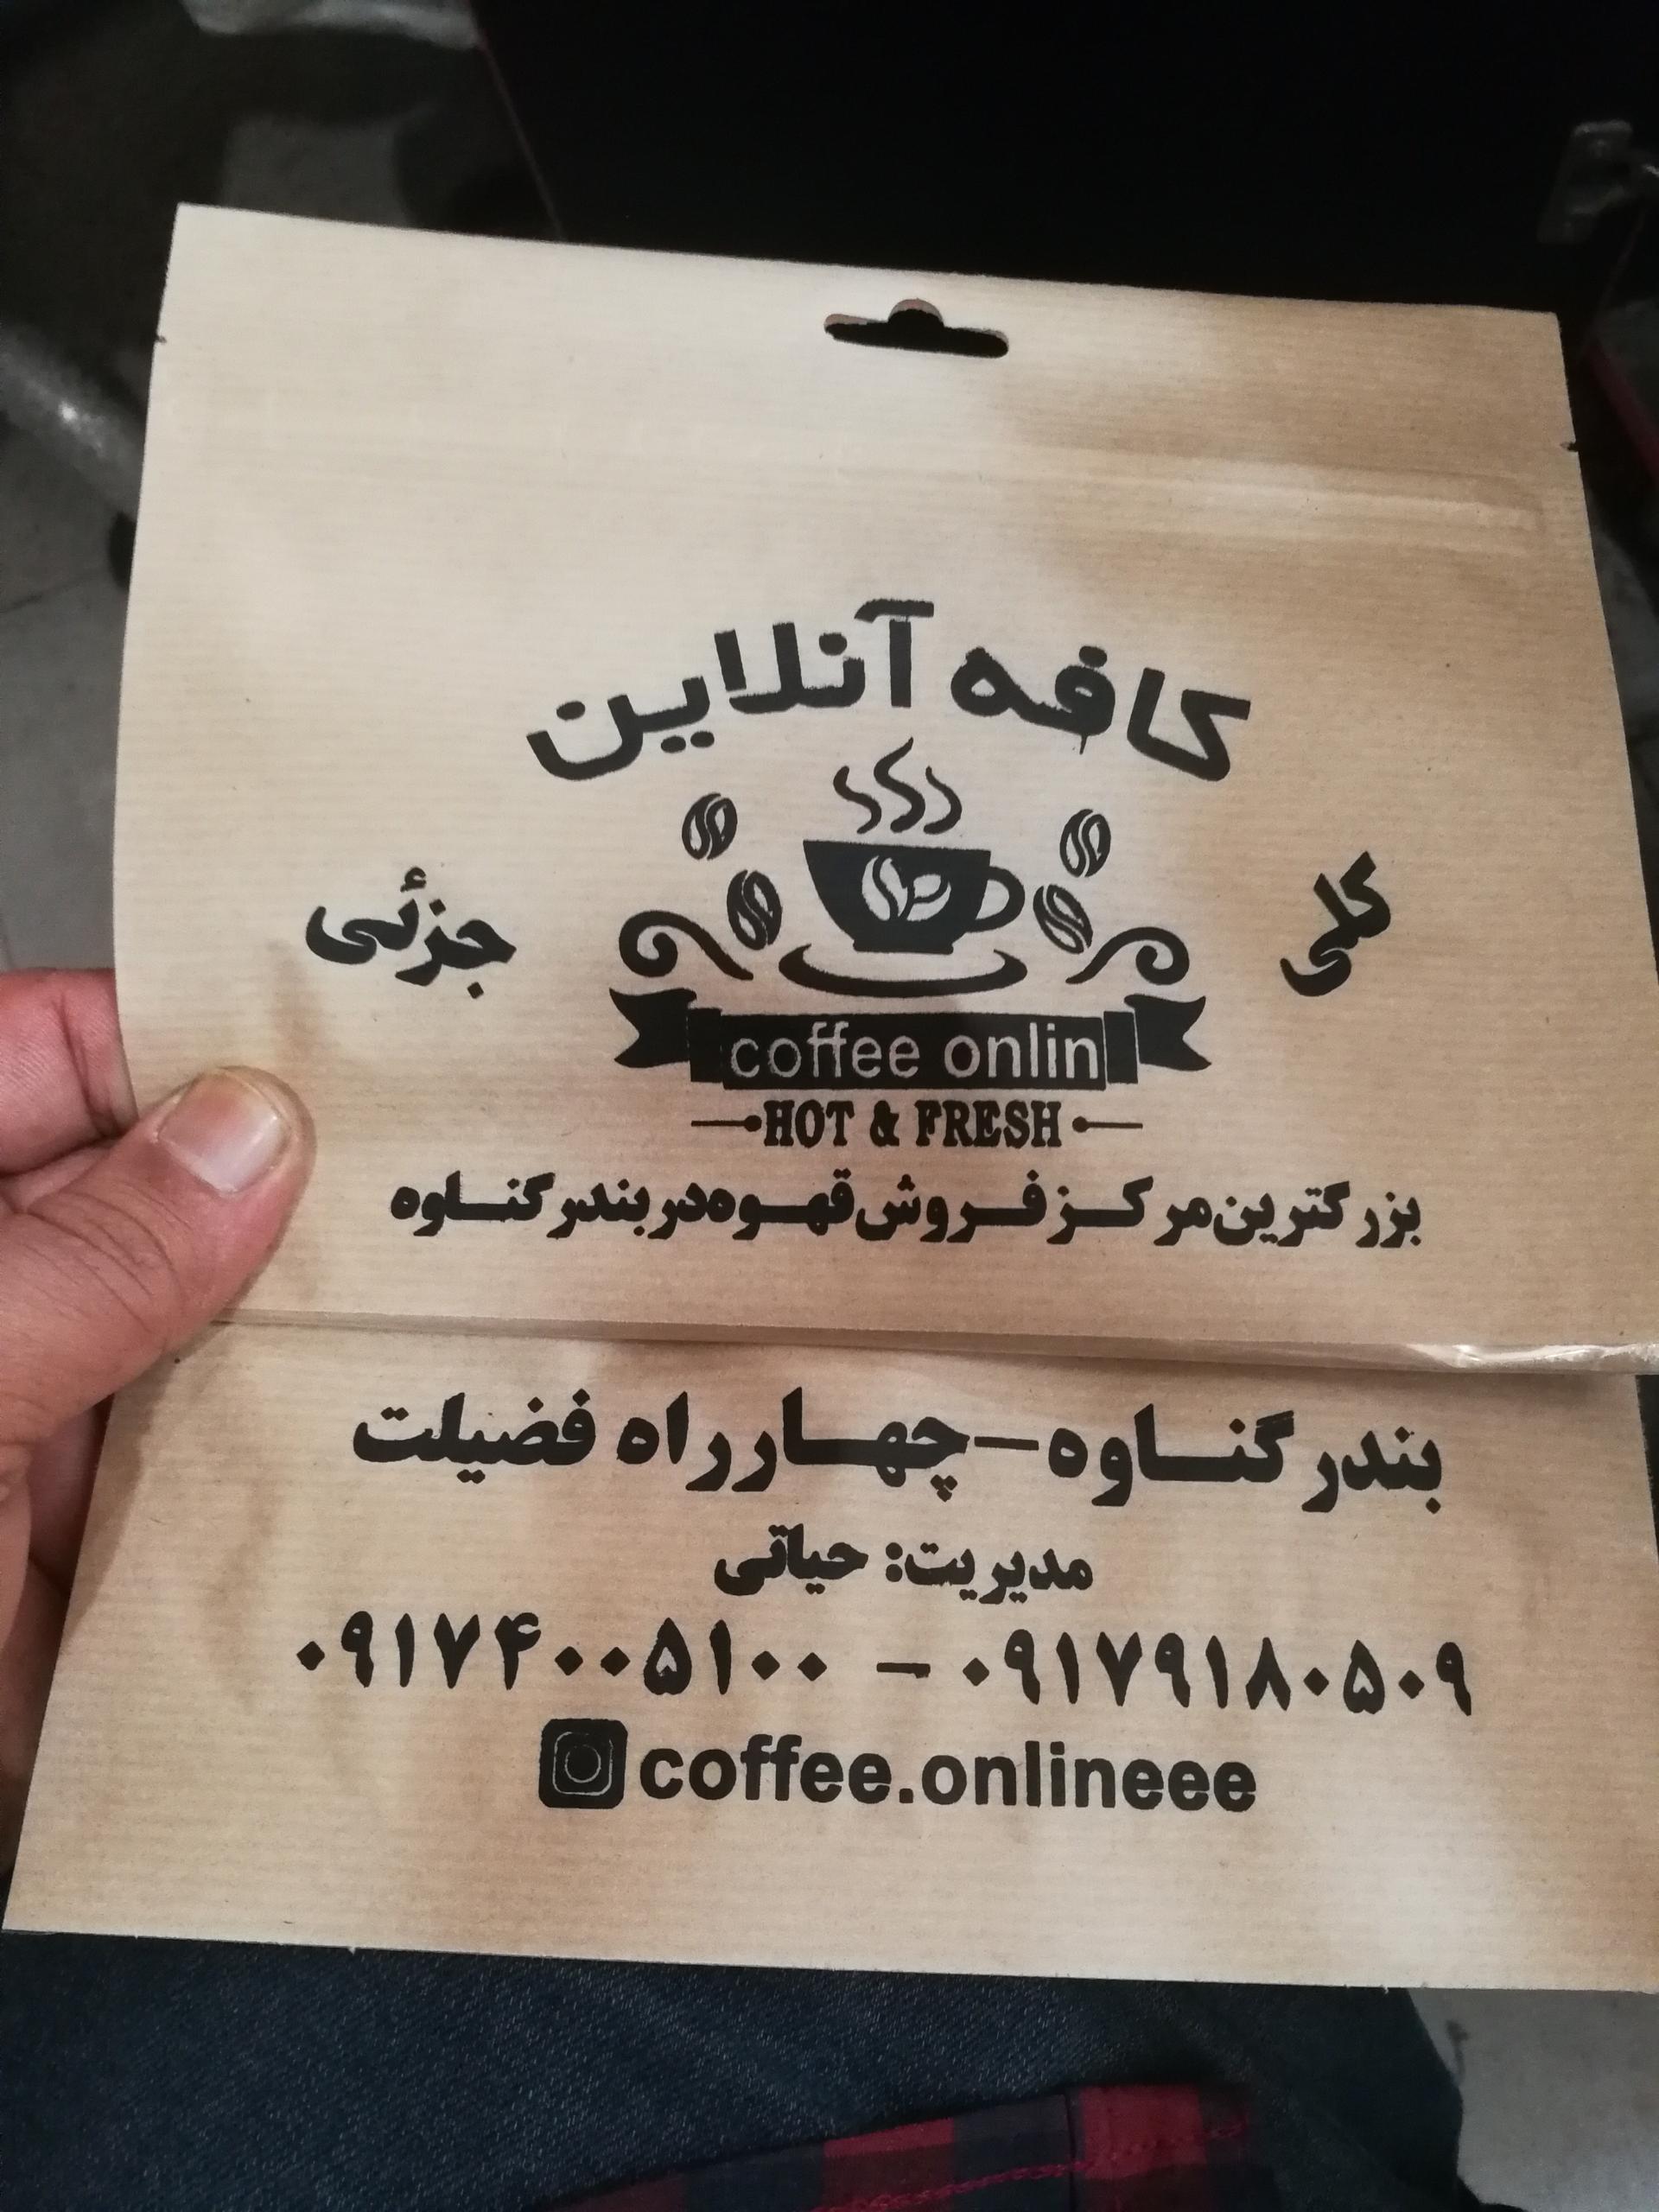 کافه آنلاین
کلی
جزئی
coffee onlin
HOT & FRESH
بزرگترین مرکز فروش قهوه در بندر گناوه
بندر گناوه - چهارراه فضیلت
مدیریت: حیاتی
۰۹۱۷۴۰۰۵۱۰۰ - ۰۹۱۷۹۱۸۰۵۰۹
coffee.onlineee